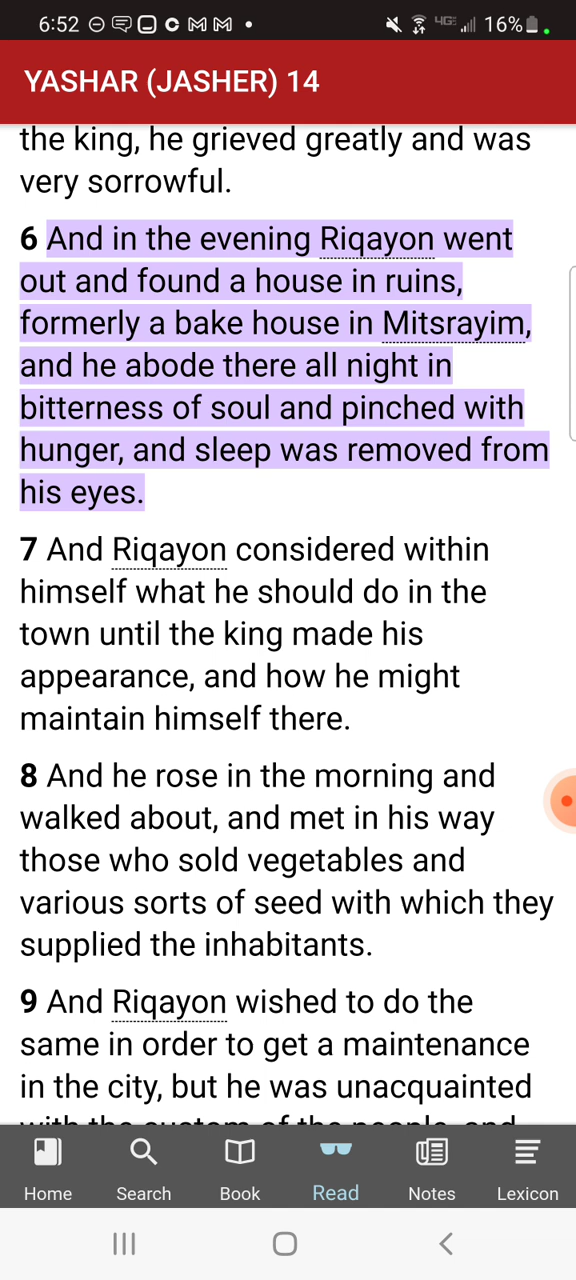 6:52
4G 16%
YASHAR (JASHER) 14
the king, he grieved greatly and was
very sorrowful.
6 And in the evening Riqayon went
out and found a house in ruins,
formerly a bake house in Mitsrayim,
and he abode there all night in
bitterness of soul and pinched with
hunger, and sleep was removed from
his eyes.
7 And Riqayon considered within
himself what he should do in the
town until the king made his
appearance, and how he might
maintain himself there.
8 And he rose in the morning and
walked about, and met in his way
those who sold vegetables and
various sorts of seed with which they
supplied the inhabitants.
9 And Riqayon wished to do the
same in order to get a maintenance
in the city, but he was unacquainted
with the custom of the people, and
Home Search Book Read Notes Lexicon